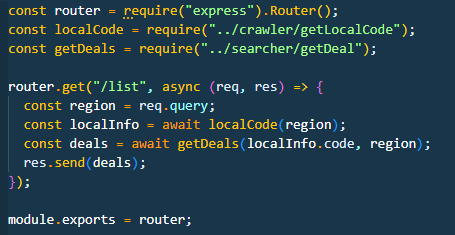 const router = require("express").Router();
const localCode = require("../crawler/getLocalCode");
const getDeals = require("../searcher/getDeal");
router.get("/list", async (req, res) => {
const region = req.query;
const localInfo = await localCode(region);
const deals = await getDeals(localInfo.code, region);
res.send(deals);
});
module.exports = router;